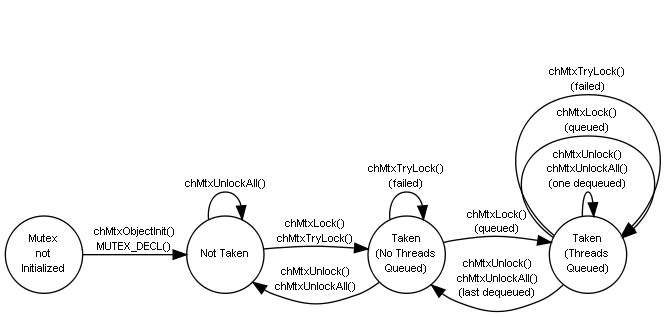 chMtxTryLock()
(failed)
chMtxLock()
(queued)
chMtxUnlock()
chMtxUnlockAll()
(one dequeued)
chMtxUnlockAll()
chMtxTryLock()
(failed)
chMtxObjectInit()
MUTEX_DECL()
chMtxLock()
chMtxTryLock()
chMtxLock()
(queued)
Mutex
not
Initialized
Not Taken
Taken
(No Threads
Queued)
Taken
(Threads
Queued)
chMtxUnlock()
chMtxUnlockAll()
chMtxUnlock()
chMtxUnlockAll()
(last dequeued)